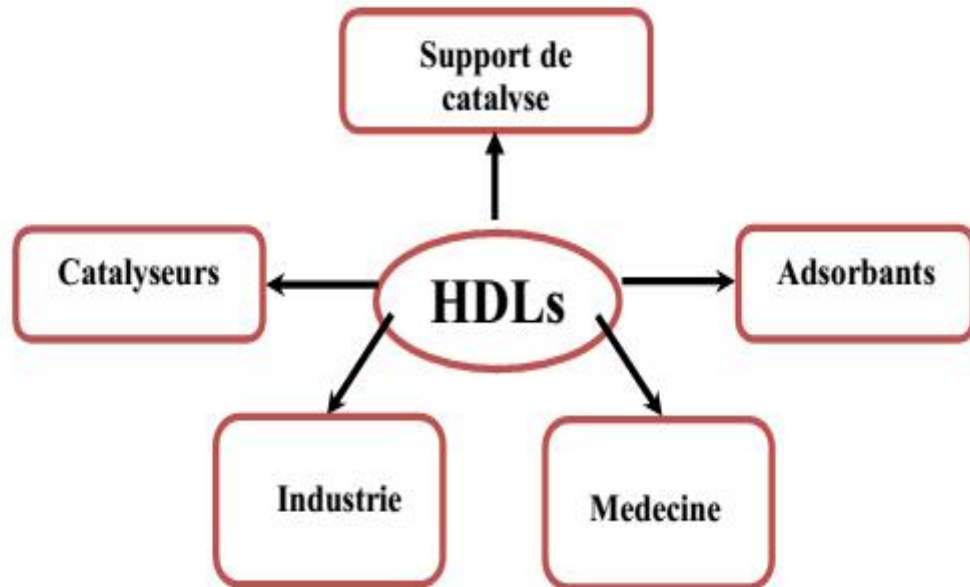 Support de
catalyse
Catalyseurs
HDLs
Adsorbants
Industrie
Medecine